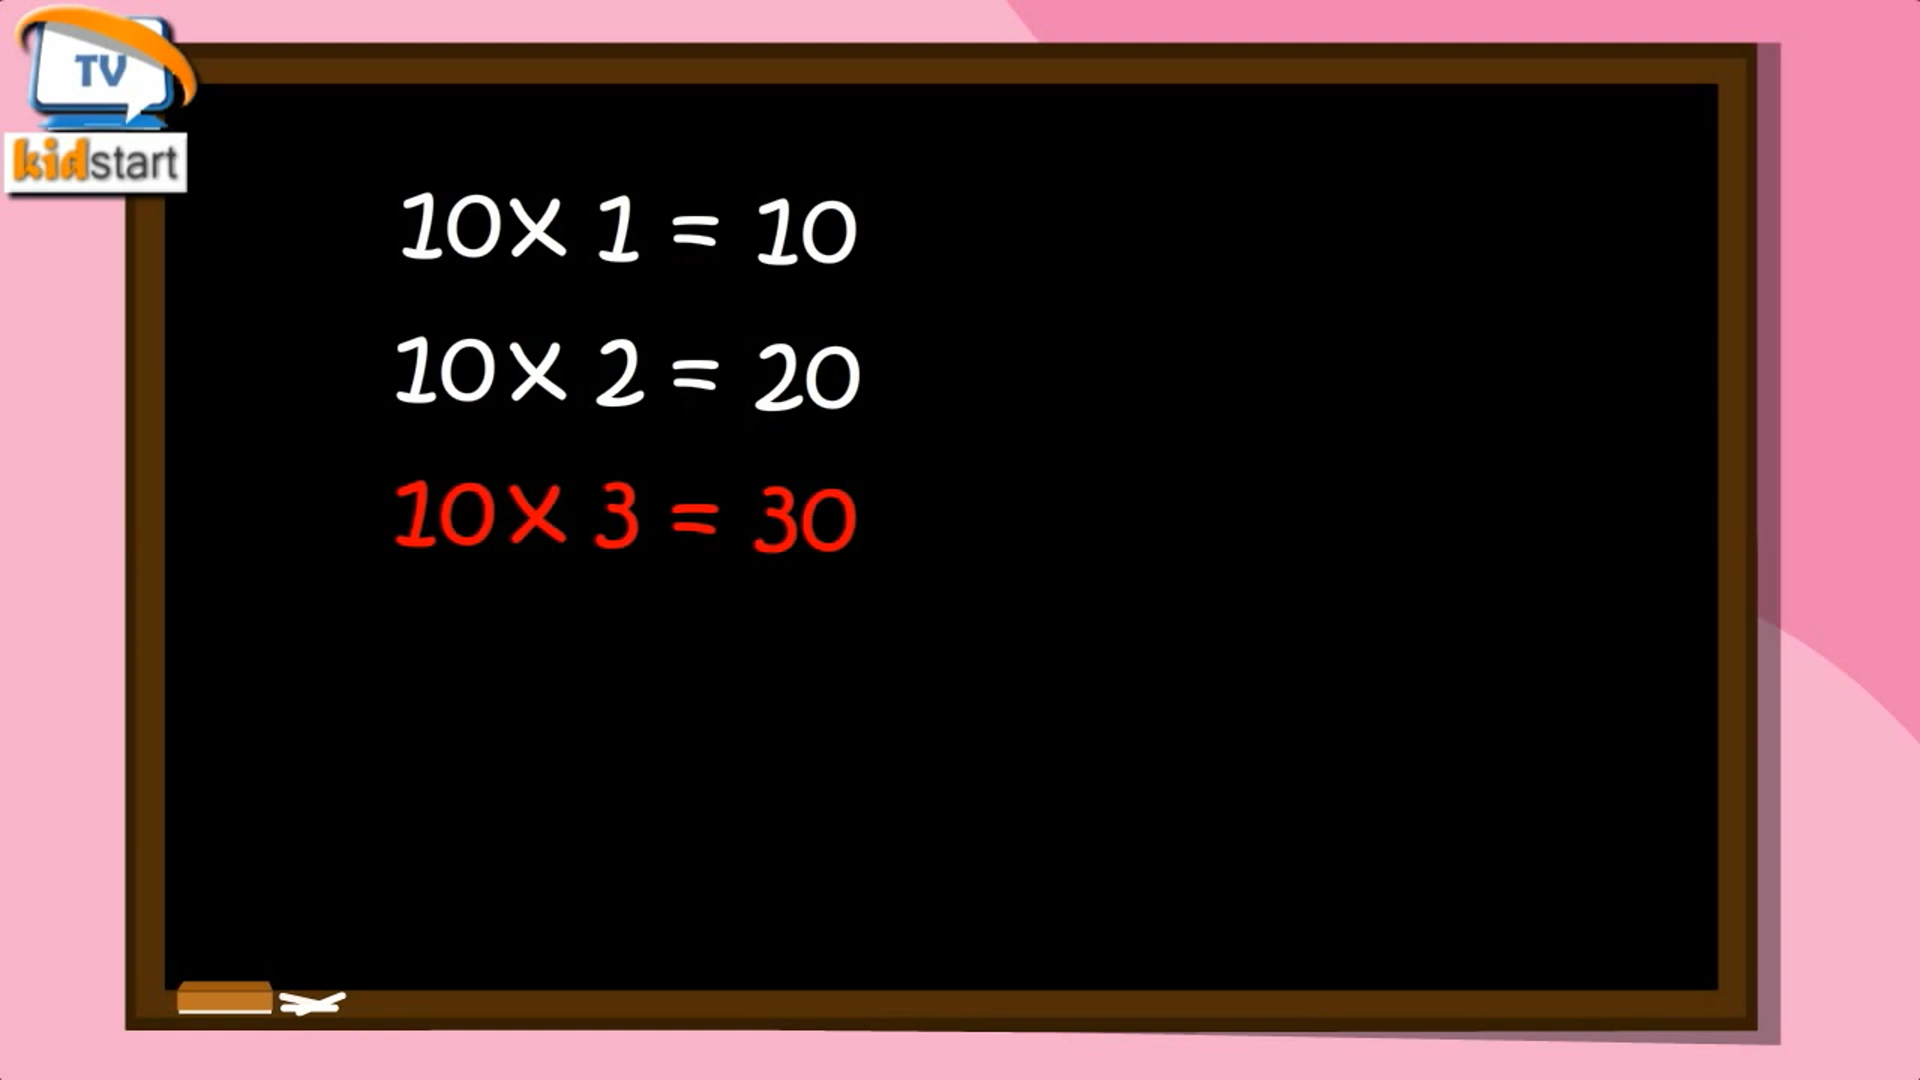 TV
kidstart
10x 1 = 10
10x 2 = 20
10x 3 = 30